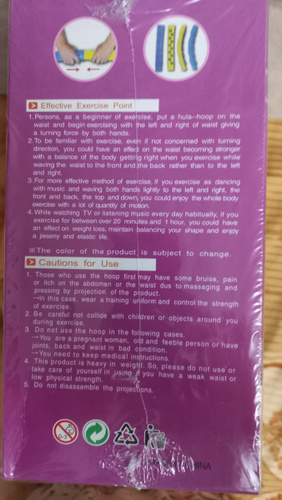 Effective Exercise Point
1. Persons, as a beginner of exercise, put a hula-hoop on the
waist and begin exercising with the left and right of waist giving
a turning force by both hands.
2. To be familiar with exercise, even if not concerned with turning
direction, you could have an effect on the waist becoming stronger
with a balance of the body getting right when you exercise while
waving the waist to the front and the back rather than to the left
and right.
3. For more effective method of exercise, if you exercise as dancing
with music and waving both hands lightly to the left and right, the
front and back, the top and down, you could enjoy the whole body
exercise with a lot of quantity of motion.
4. While watching TV or listening music every day habitually, if you
exercise for between over 20 minutes and 1 hour, you could have
an effect on weight loss, maintain balancing your shape and enjoy
a jieseny and elastic life.
※The color of the product is subject to change.
Cautions for Use
1. Those who use the hoop first may have some bruise, pain
or itch on the abdomen or the waist dus to massaging and
pressing by projection of the product.
→in this case, wear a training uniform and control the strength
of exercise.
2. Be careful not collide with children or objects around you
during exercise.
3. Do not use the hoop in the following cases.
→You are a pregnant woman, old and feeble person or have
joints, back and waist in bad condition.
→You need to keep medical instructions.
4. This product is heavy in weight. So, please do not use or
take care of yourself in using if you have a weak waist or
low physical strength.
5. Do not disassemble the projections.
0-3